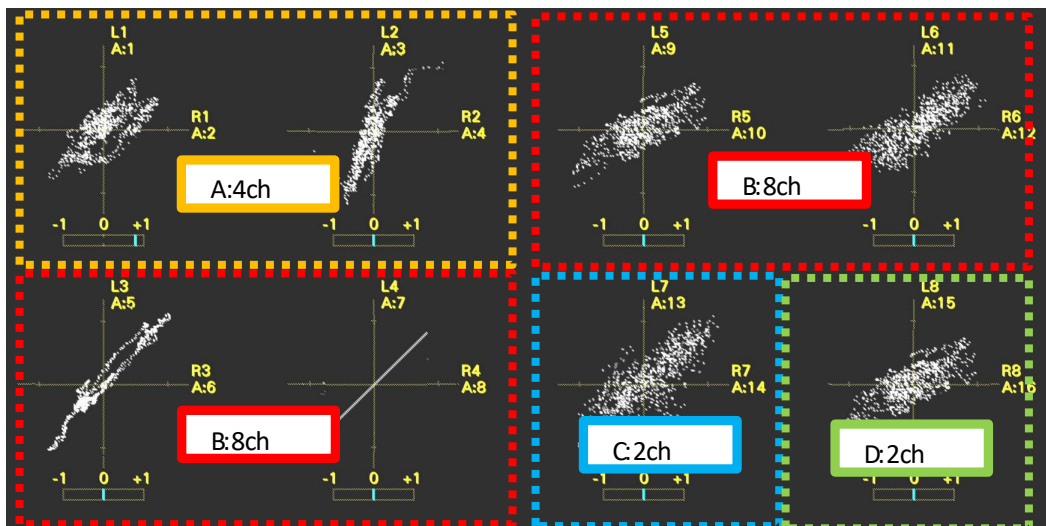 L1
A:1
R1
A:2
-1 0 +1
L2
A:3
R2
A:4
-1 0 +1
A:4ch
L5
A:9
R5
A:10
-1 0 +1
L6
A:11
R6
A:12
-1 0 +1
B:8ch
L3
A:5
R3
A:6
-1 0 +1
L4
A:7
R4
A:8
-1 0 +1
B:8ch
L7
A:13
R7
A:14
-1 0 +1
C:2ch
L8
A:15
R8
A:16
-1 0 +1
D:2ch